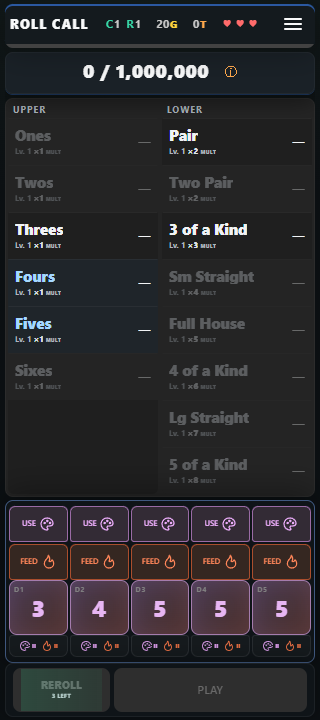 ROLL CALL C1 R1 20G 0T
0 / 1,000,000
UPPER
Ones —
Lv. 1 ×1 MULT
Twos —
Lv. 1 ×1 MULT
Threes —
Lv. 1 ×1 MULT
Fours —
Lv. 1 ×1 MULT
Fives —
Lv. 1 ×1 MULT
Sixes —
Lv. 1 ×1 MULT
LOWER
Pair —
Lv. 1 ×2 MULT
Two Pair —
Lv. 1 ×2 MULT
3 of a Kind —
Lv. 1 ×3 MULT
Sm Straight —
Lv. 1 ×4 MULT
Full House —
Lv. 1 ×5 MULT
4 of a Kind —
Lv. 1 ×6 MULT
Lg Straight —
Lv. 1 ×7 MULT
5 of a Kind —
Lv. 1 ×8 MULT
USE USE USE USE USE
FEED FEED FEED FEED FEED
D1 D2 D3 D4 D5
3 4 5 5 5
REROLL
3 LEFT
PLAY